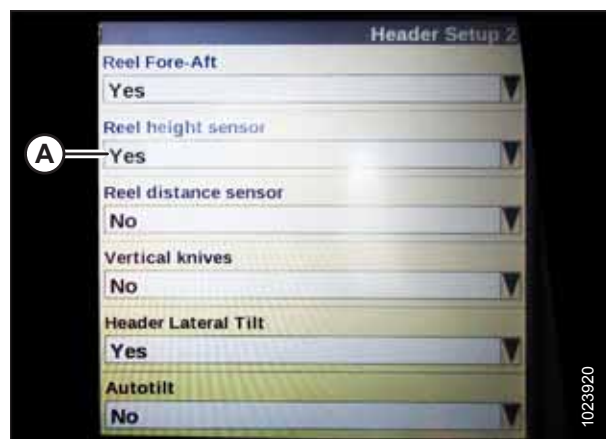 Header Setup 2
Reel Fore-Aft
Yes
Reel height sensor
A
Yes
Reel distance sensor
No
Vertical knives
No
Header Lateral Tilt
Yes
Autotilt
No
1023920